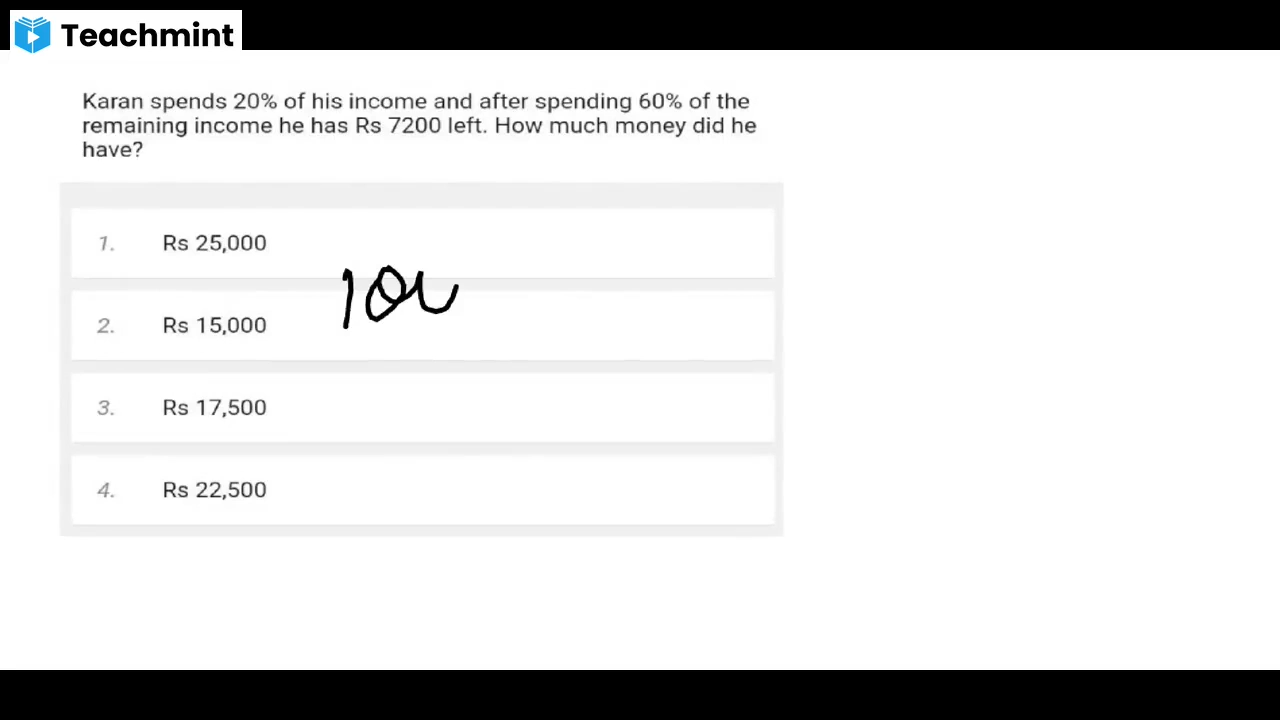 Teachmint
Karan spends 20% of his income and after spending 60% of the
remaining income he has Rs 7200 left. How much money did he
have?
1. Rs 25,000
2. Rs 15,000
3. Rs 17,500
4. Rs 22,500